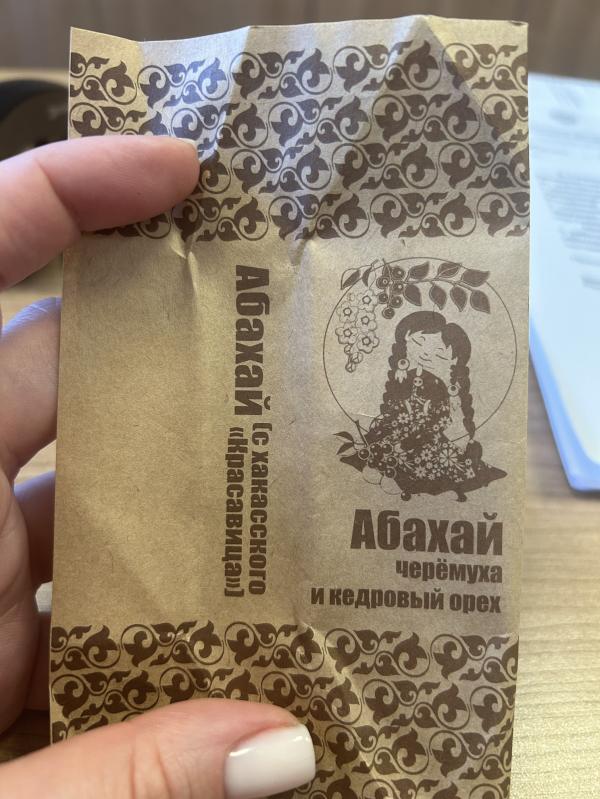 Абахай (с хакасского
«Красавица»)
Абахай
черёмуха
и кедровый орех